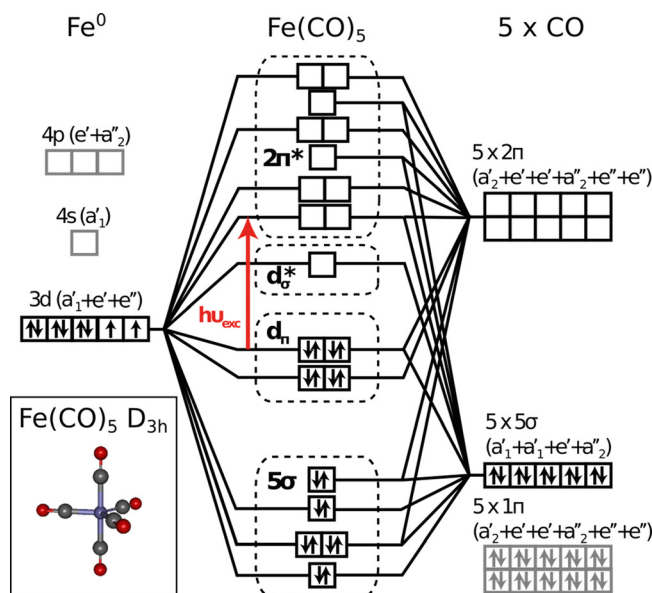 Fe⁰
Fe(CO)₅
5 x CO
4p (e'+a"₂)
2π*
5 x 2π
(a'₂+e'+e'+a"₂+e"+e")
4s (a'₁)
dσ*
3d (a'₁+e'+e")
hυexc
dπ
Fe(CO)₅ D₃ₕ
5 x 5σ
(a'₁+a'₁+e'+a"₂)
5σ
5 x 1π
(a'₂+e'+e'+a"₂+e"+e")